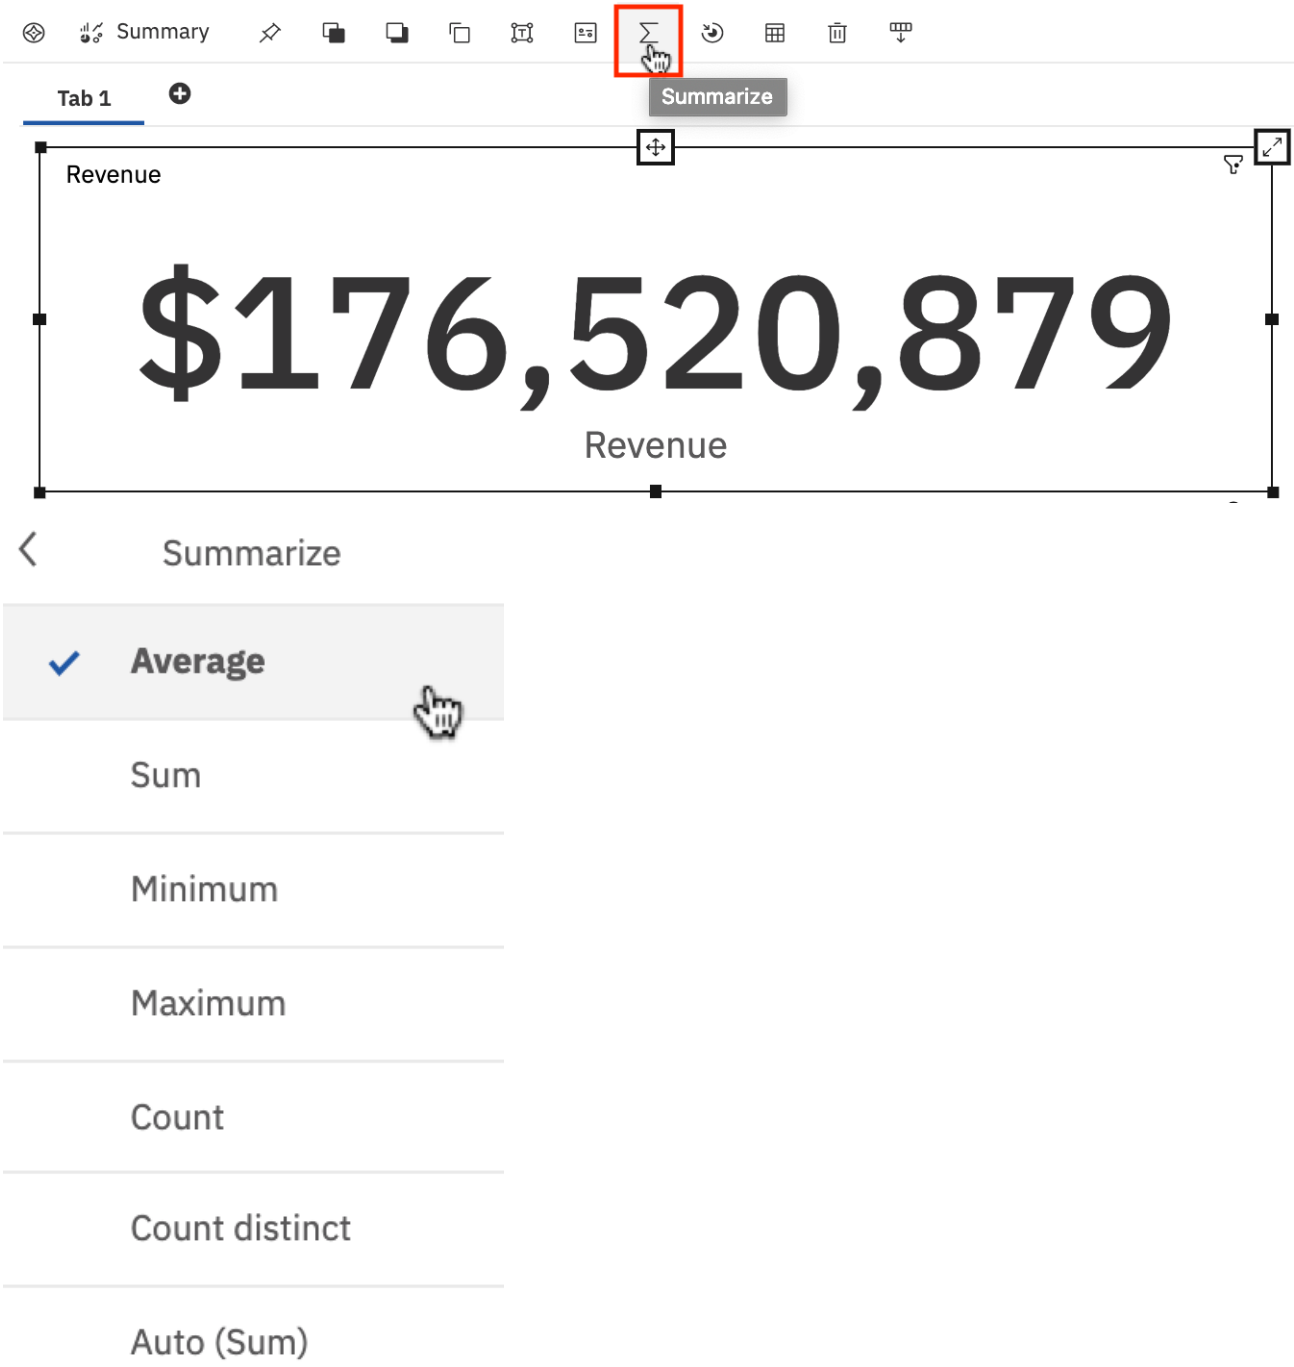 Summary
Summarize
Tab 1
Revenue
$176,520,879
Revenue
Summarize
Average
Sum
Minimum
Maximum
Count
Count distinct
Auto (Sum)